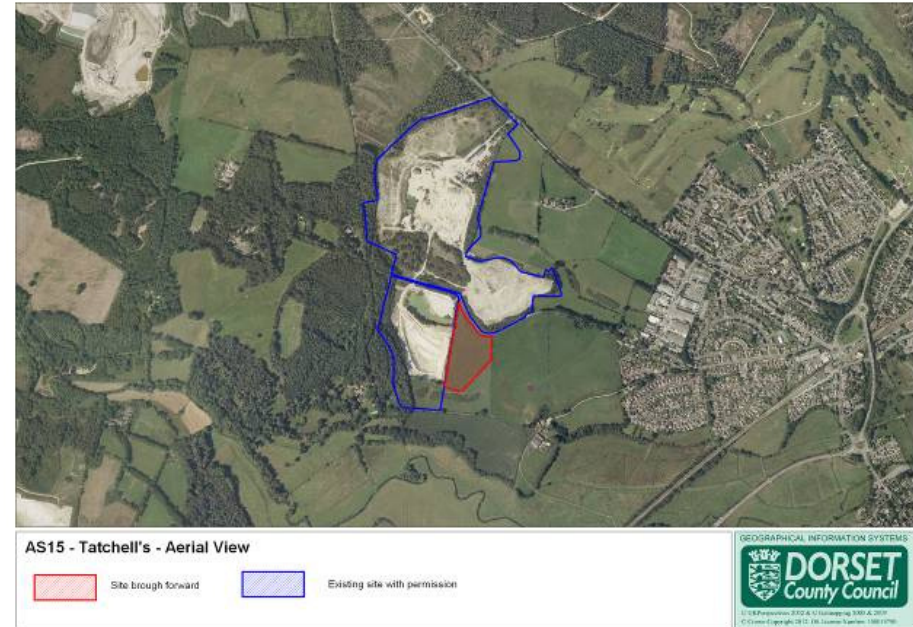 AS15 - Tatchell's - Aerial View
Site brough forward
Existing site with permission
GEOGRAPHICAL INFORMATION SYSTEMS
DORSET
County Council